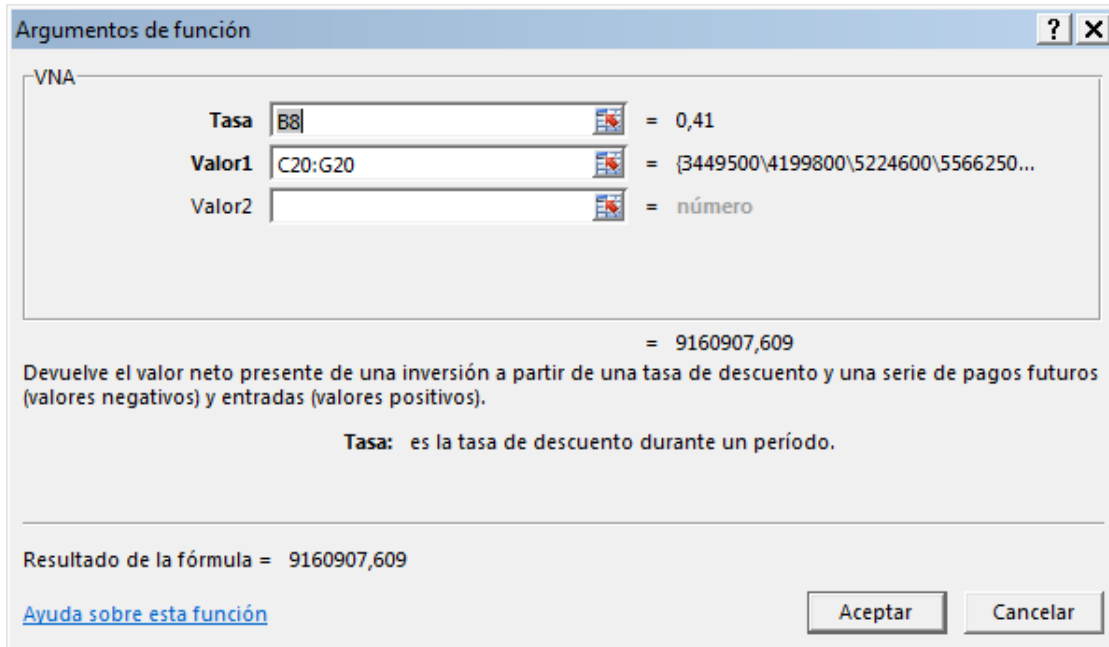 Argumentos de función
VNA
Tasa B8 = 0,41
Valor1 C20:G20 = {3449500\4199800\5224600\5566250...
Valor2 = número
= 9160907,609
Devuelve el valor neto presente de una inversión a partir de una tasa de descuento y una serie de pagos futuros
(valores negativos) y entradas (valores positivos).
Tasa: es la tasa de descuento durante un período.
Resultado de la fórmula = 9160907,609
Ayuda sobre esta función
Aceptar Cancelar